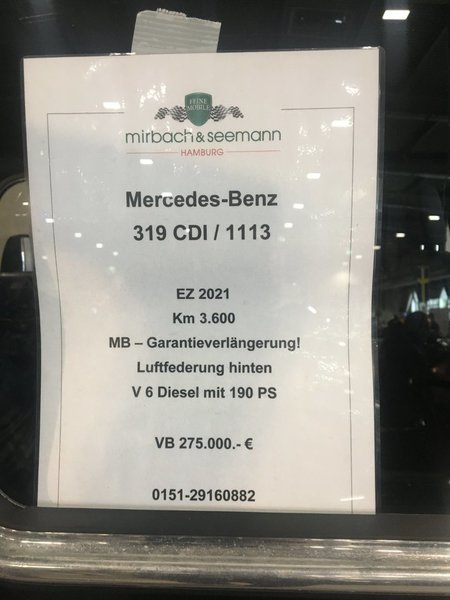 FEINE
MOBILE
mirbach&seemann
HAMBURG
Mercedes-Benz
319 CDI / 1113
EZ 2021
Km 3.600
MB – Garantieverlängerung!
Luftfederung hinten
V 6 Diesel mit 190 PS
VB 275.000.- €
0151-29160882